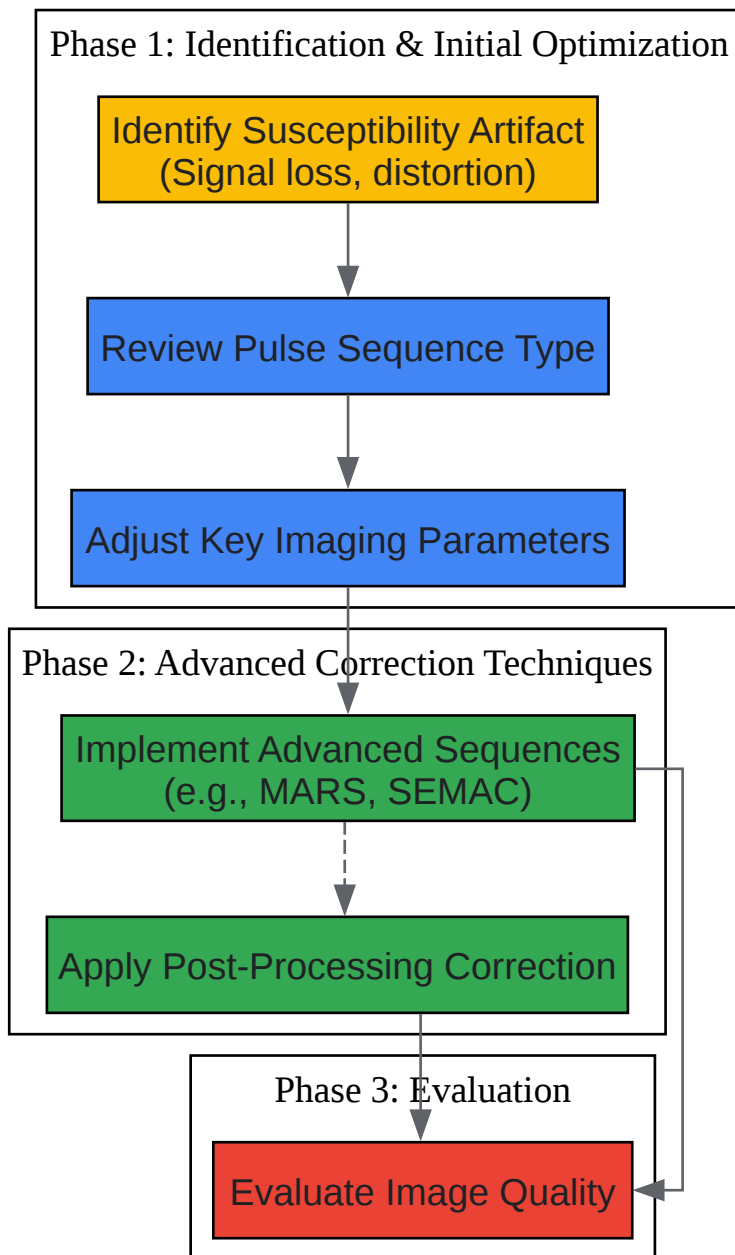 Phase 1: Identification & Initial Optimization
Identify Susceptibility Artifact
(Signal loss, distortion)
Review Pulse Sequence Type
Adjust Key Imaging Parameters
Phase 2: Advanced Correction Techniques
Implement Advanced Sequences
(e.g., MARS, SEMAC)
Apply Post-Processing Correction
Phase 3: Evaluation
Evaluate Image Quality